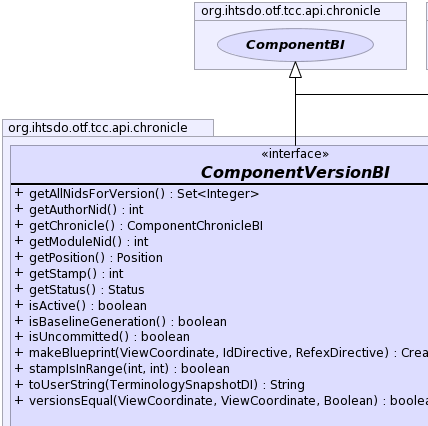 org.ihtsdo.otf.tcc.api.chronicle
ComponentBI
org.ihtsdo.otf.tcc.api.chronicle
«interface»
ComponentVersionBI
+ getAllNidsForVersion() : Set<Integer>
+ getAuthorNid() : int
+ getChronicle() : ComponentChronicleBI
+ getModuleNid() : int
+ getPosition() : Position
+ getStamp() : int
+ getStatus() : Status
+ isActive() : boolean
+ isBaselineGeneration() : boolean
+ isUncommitted() : boolean
+ makeBlueprint(ViewCoordinate, IdDirective, RefexDirective) : Crea
+ stampIsInRange(int, int) : boolean
+ toUserString(TerminologySnapshotDI) : String
+ versionsEqual(ViewCoordinate, ViewCoordinate, Boolean) : boolea